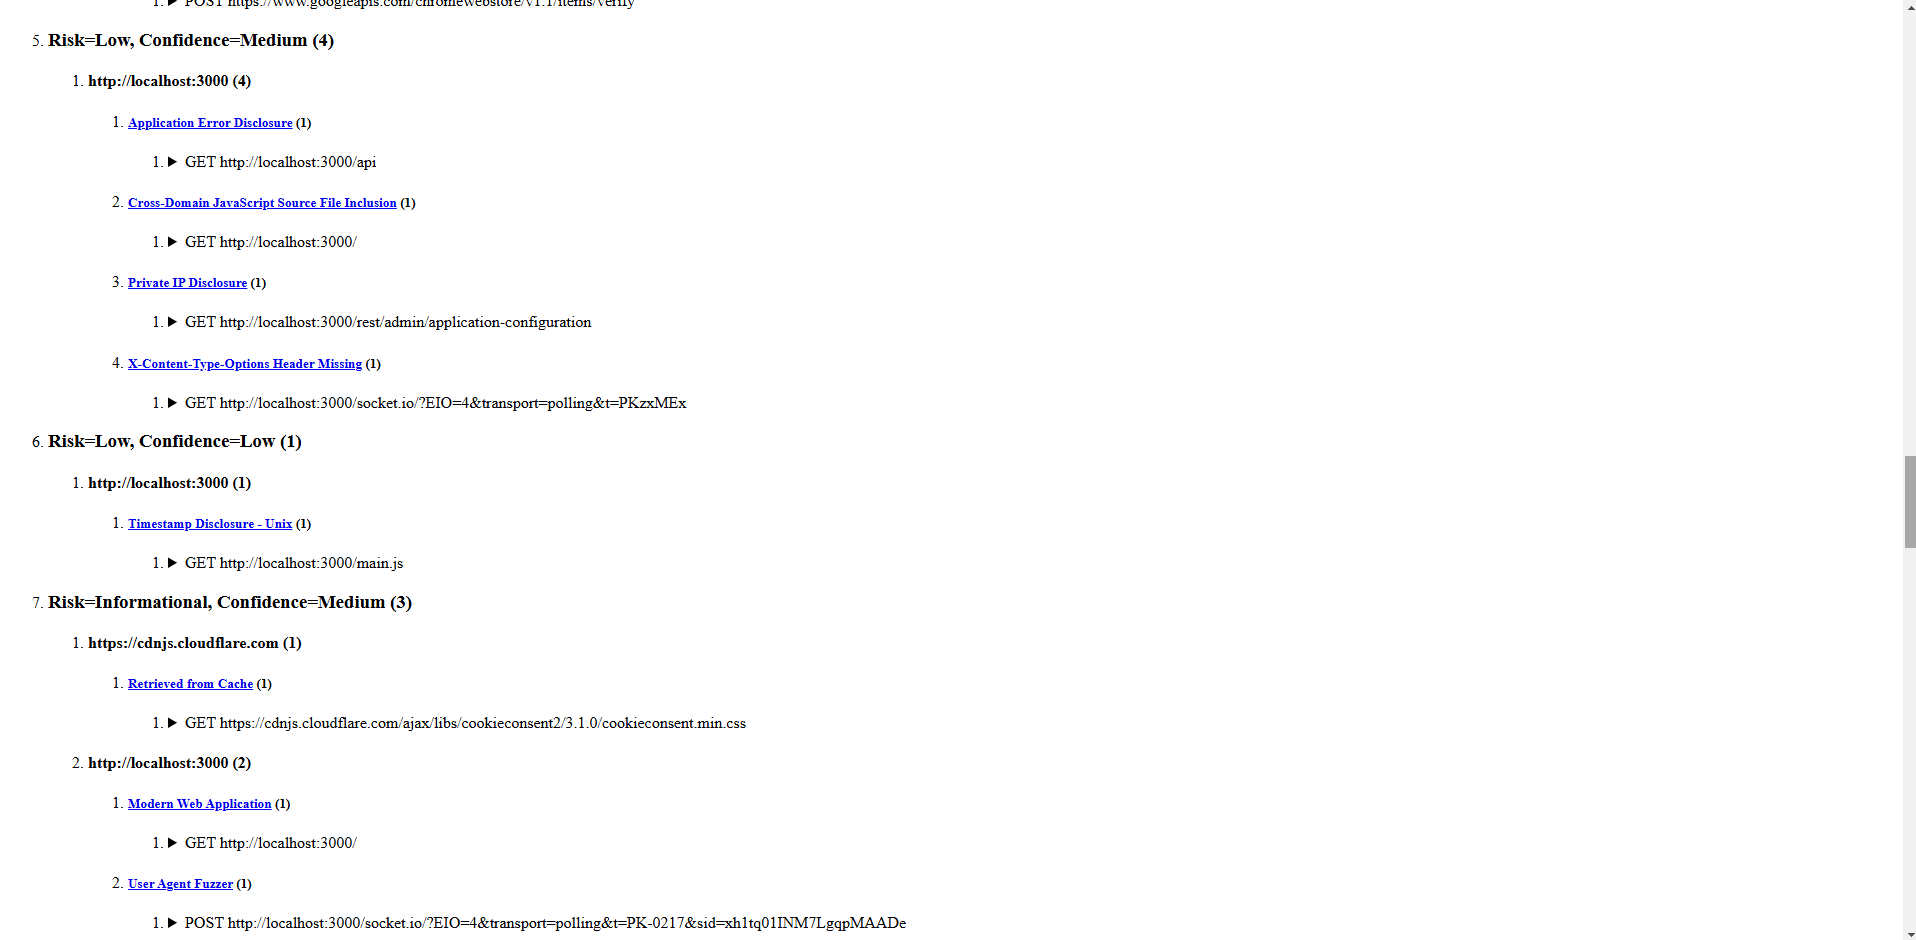 1. ▶ POST https://www.googleapis.com/chromewebstore/v1.1/items/verify
5. Risk=Low, Confidence=Medium (4)
1. http://localhost:3000 (4)
1. Application Error Disclosure (1)
1. ▶ GET http://localhost:3000/api
2. Cross-Domain JavaScript Source File Inclusion (1)
1. ▶ GET http://localhost:3000/
3. Private IP Disclosure (1)
1. ▶ GET http://localhost:3000/rest/admin/application-configuration
4. X-Content-Type-Options Header Missing (1)
1. ▶ GET http://localhost:3000/socket.io/?EIO=4&transport=polling&t=PKzxMEx
6. Risk=Low, Confidence=Low (1)
1. http://localhost:3000 (1)
1. Timestamp Disclosure - Unix (1)
1. ▶ GET http://localhost:3000/main.js
7. Risk=Informational, Confidence=Medium (3)
1. https://cdnjs.cloudflare.com (1)
1. Retrieved from Cache (1)
1. ▶ GET https://cdnjs.cloudflare.com/ajax/libs/cookieconsent2/3.1.0/cookieconsent.min.css
2. http://localhost:3000 (2)
1. Modern Web Application (1)
1. ▶ GET http://localhost:3000/
2. User Agent Fuzzer (1)
1. ▶ POST http://localhost:3000/socket.io/?EIO=4&transport=polling&t=PK-0217&sid=xh1tq01INM7LgqpMAADe